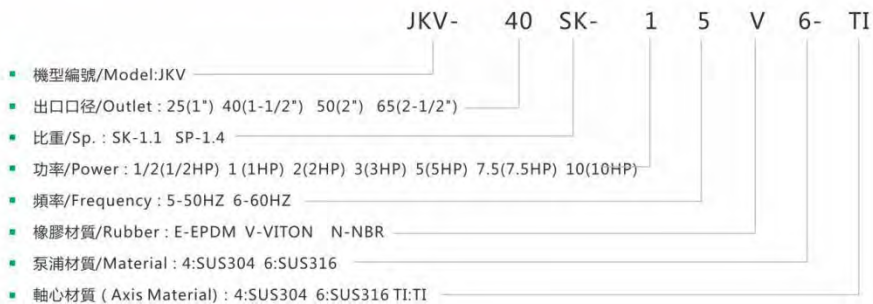 JKV- 40 SK- 1 5 V 6- TI
▪ 機型編號/Model:JKV
▪ 出口口径/Outlet : 25(1") 40(1-1/2") 50(2") 65(2-1/2")
▪ 比重/Sp. : SK-1.1 SP-1.4
▪ 功率/Power : 1/2(1/2HP) 1 (1HP) 2(2HP) 3(3HP) 5(5HP) 7.5(7.5HP) 10(10HP)
▪ 頻率/Frequency : 5-50HZ 6-60HZ
▪ 橡膠材質/Rubber : E-EPDM V-VITON N-NBR
▪ 泵浦材質/Material : 4:SUS304 6:SUS316
▪ 軸心材質 ( Axis Material) : 4:SUS304 6:SUS316 TI:TI